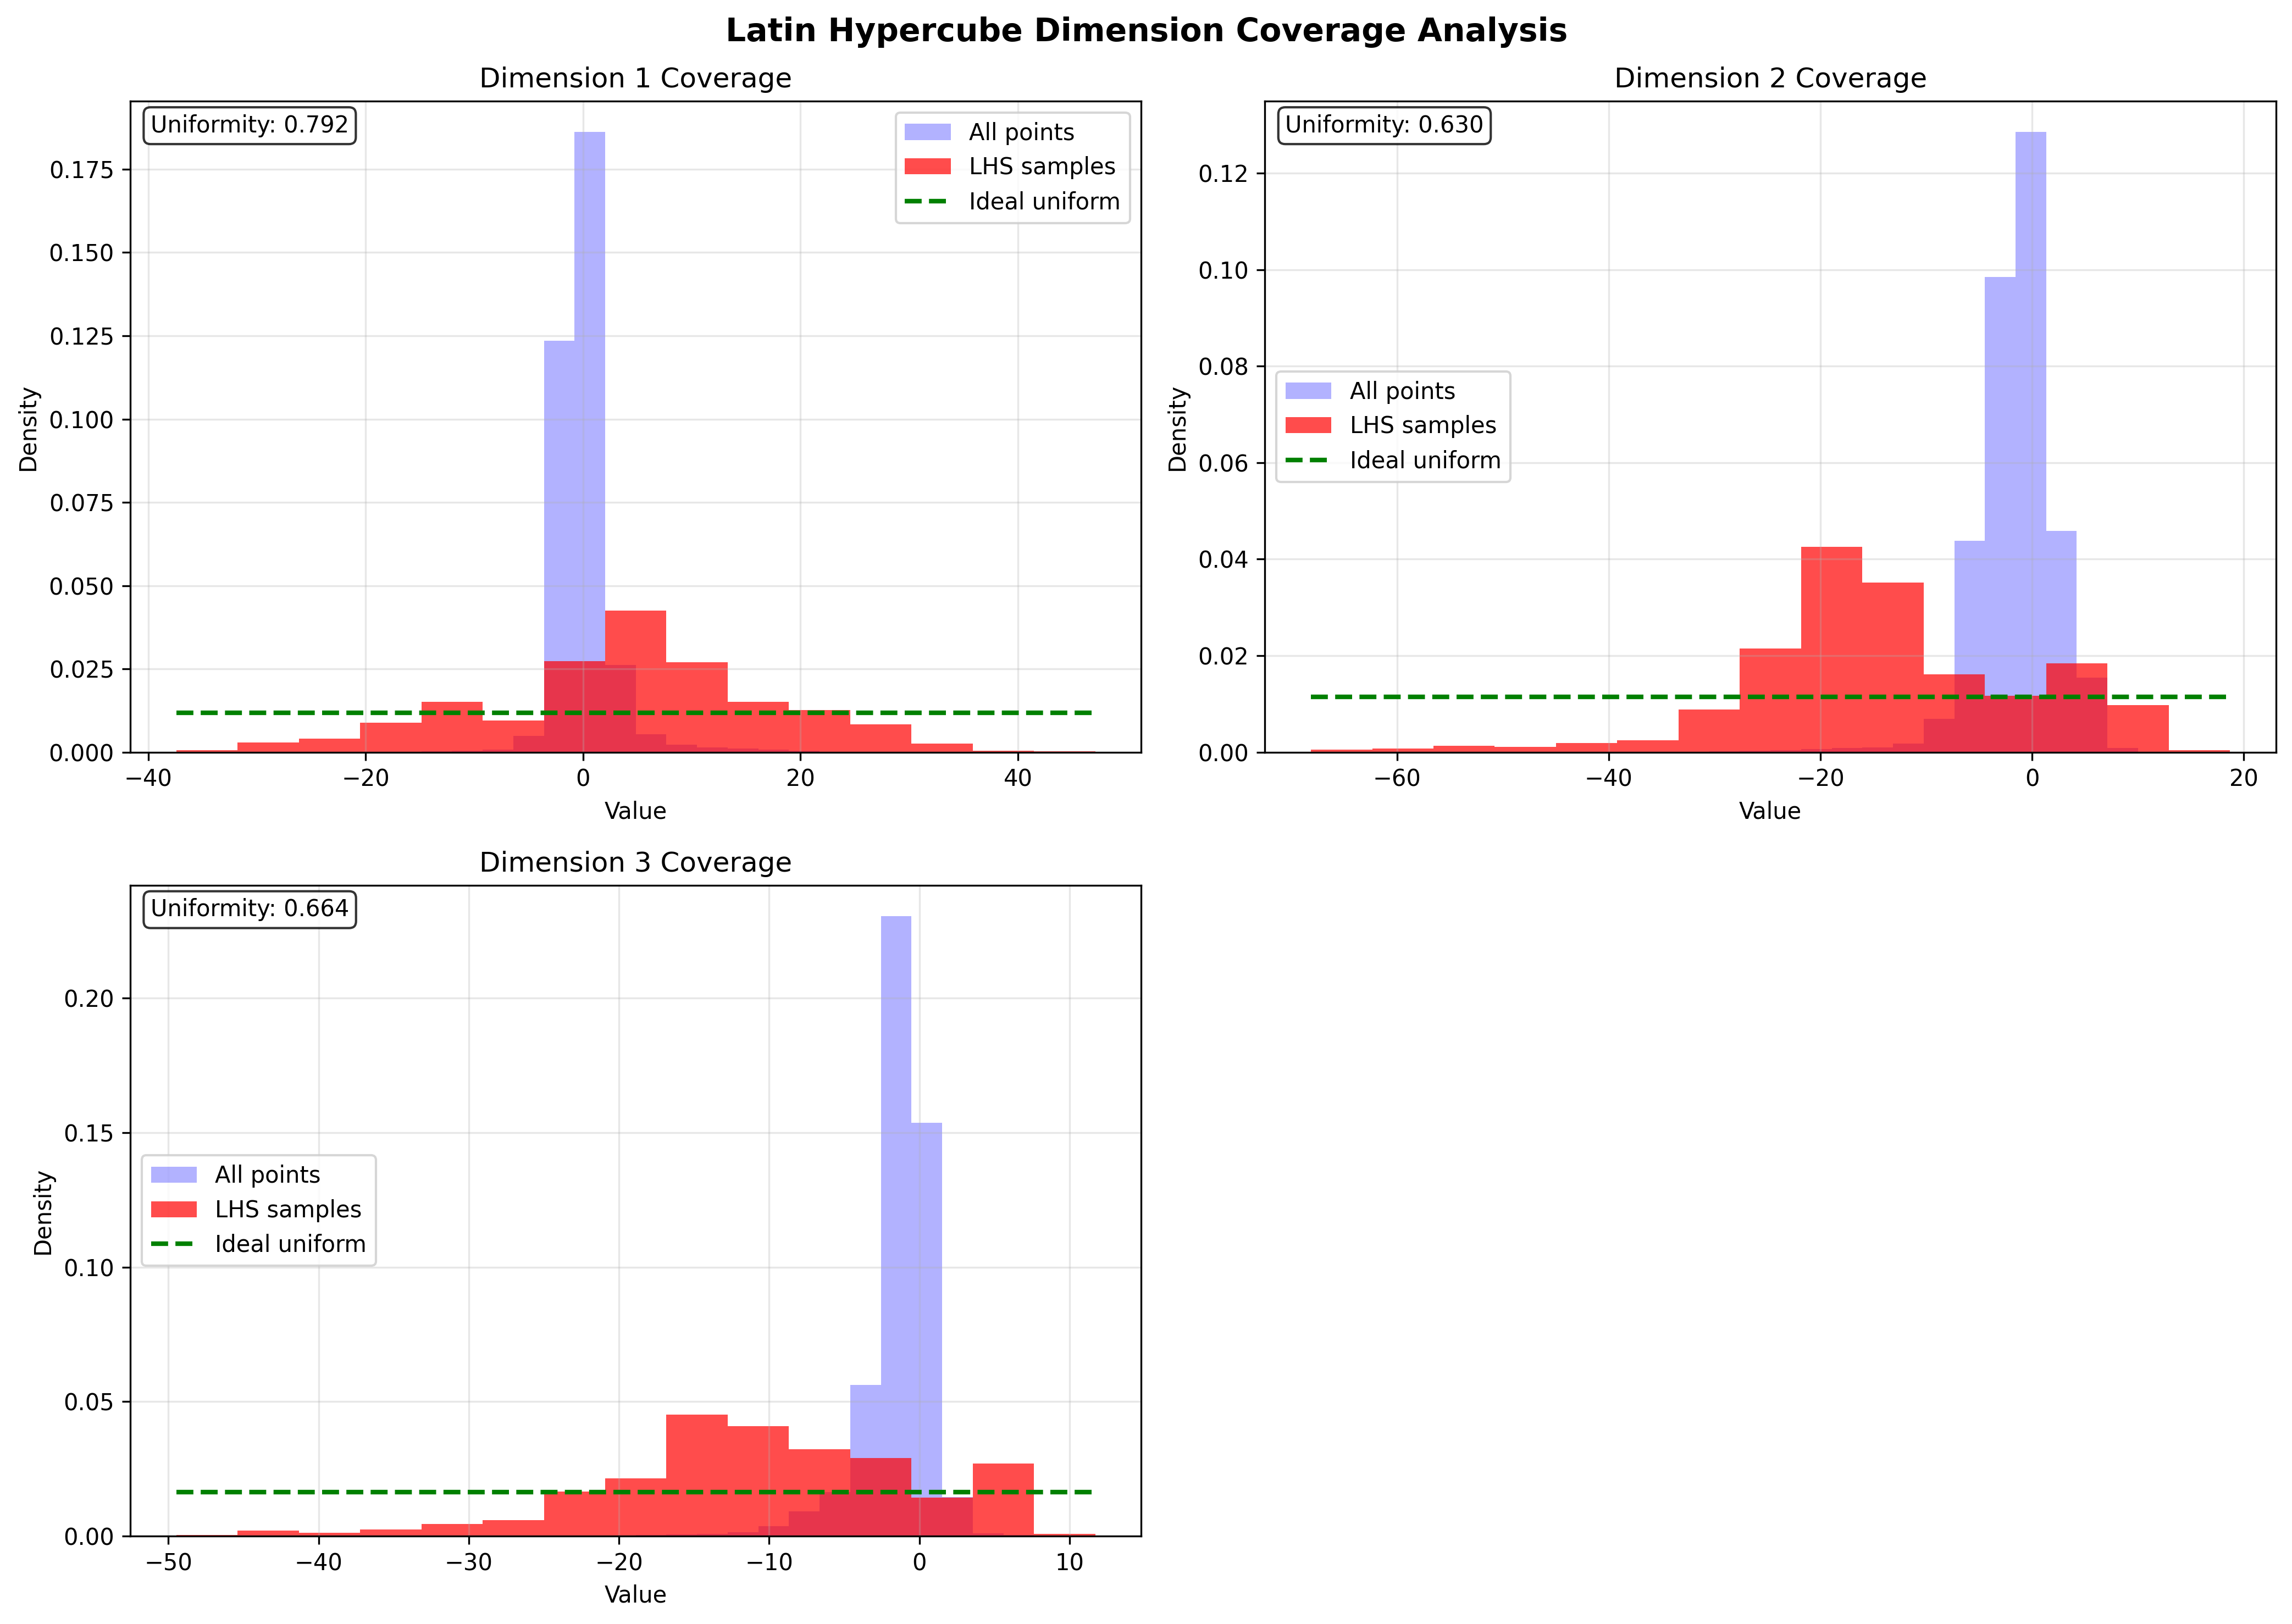 Latin Hypercube Dimension Coverage Analysis
Dimension 1 Coverage
Uniformity: 0.792
All points
LHS samples
Ideal uniform
0.175
0.150
0.125
0.100
0.075
0.050
0.025
0.000
Density
−40
−20
0
20
40
Value
Dimension 2 Coverage
Uniformity: 0.630
All points
LHS samples
Ideal uniform
0.12
0.10
0.08
0.06
0.04
0.02
0.00
Density
−60
−40
−20
0
20
Value
Dimension 3 Coverage
Uniformity: 0.664
All points
LHS samples
Ideal uniform
0.20
0.15
0.10
0.05
0.00
Density
−50
−40
−30
−20
−10
0
10
Value